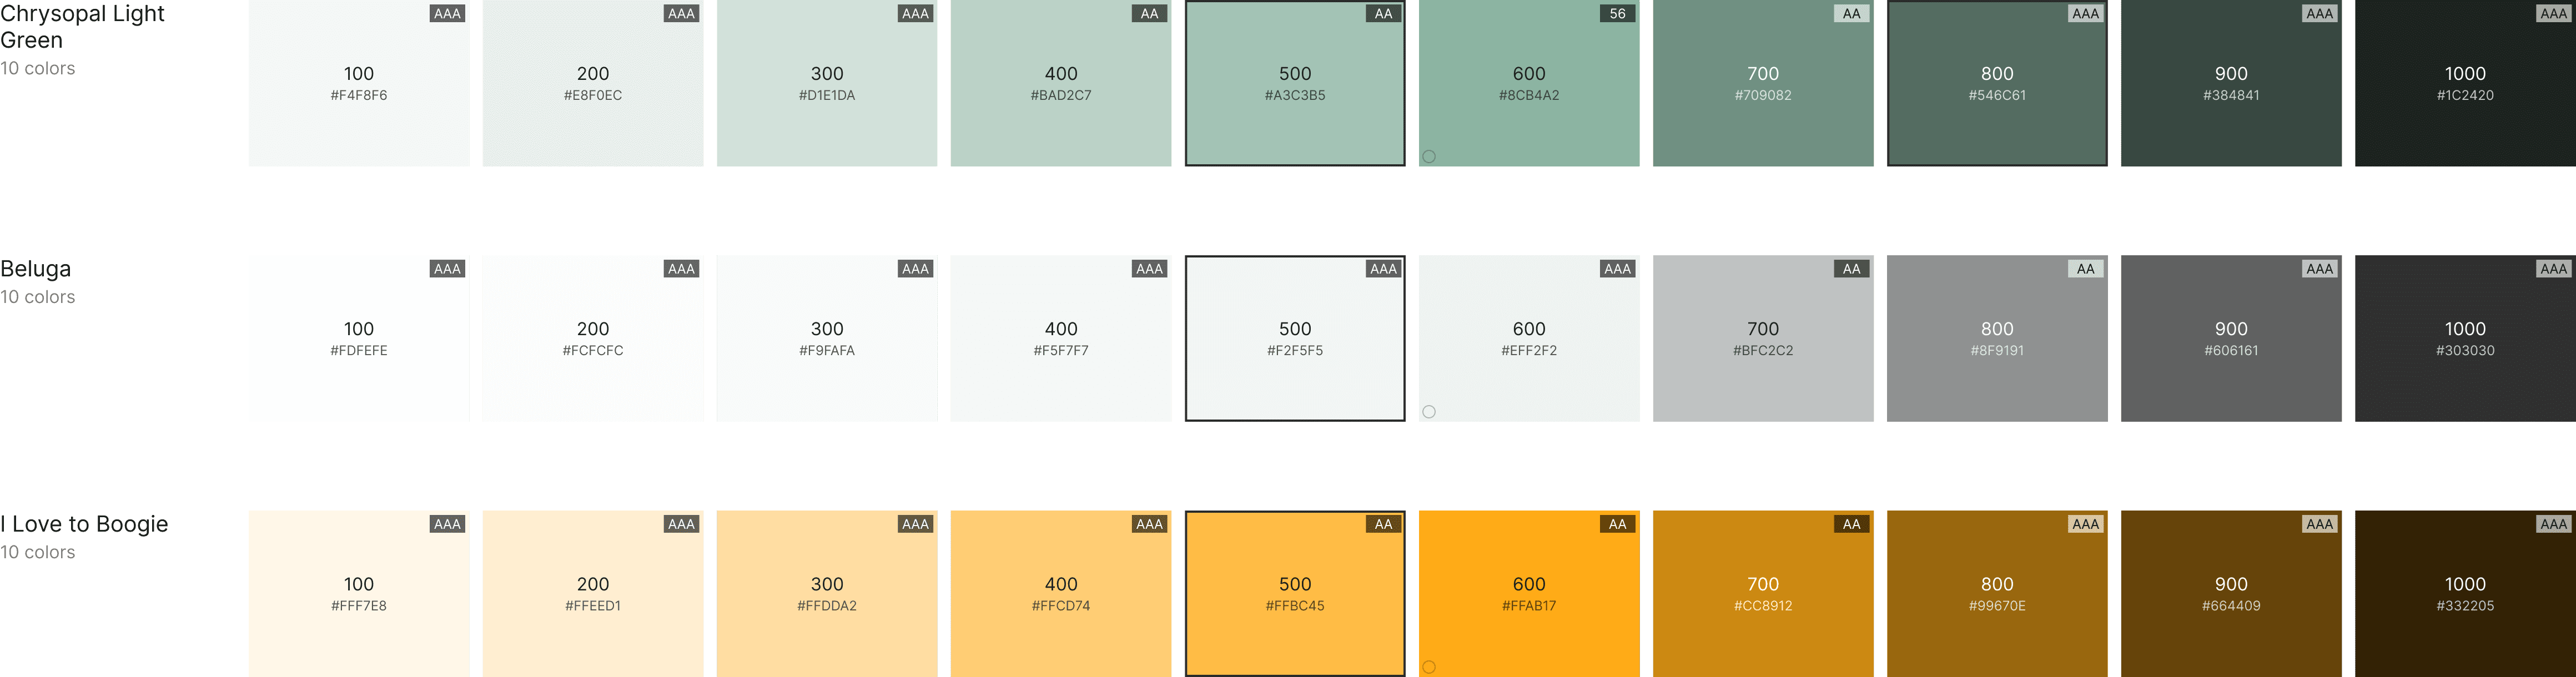 Chrysopal Light
Green
10 colors
AAA
100
#F4F8F6
AAA
200
#E8F0EC
AAA
300
#D1E1DA
AA
400
#BAD2C7
AA
500
#A3C3B5
56
600
#8CB4A2
AA
700
#709082
AAA
800
#546C61
AAA
900
#384841
AAA
1000
#1C2420
Beluga
10 colors
AAA
100
#FDFEFE
AAA
200
#FCFCFC
AAA
300
#F9FAFA
AAA
400
#F5F7F7
AAA
500
#F2F5F5
AAA
600
#EFF2F2
AA
700
#BFC2C2
AA
800
#8F9191
AAA
900
#606161
AAA
1000
#303030
I Love to Boogie
10 colors
AAA
100
#FFF7E8
AAA
200
#FFEED1
AAA
300
#FFDDA2
AAA
400
#FFCD74
AA
500
#FFBC45
AA
600
#FFAB17
AA
700
#CC8912
AAA
800
#99670E
AAA
900
#664409
AAA
1000
#332205